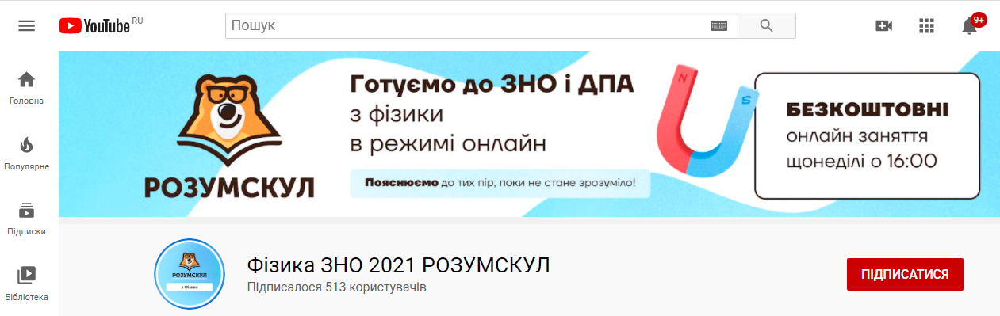 YouTube RU
Пошук
9+
Головна
Популярне
Підписки
Бібліотека
РОЗУМСКУЛ
Готуємо до ЗНО і ДПА
з фізики
в режимі онлайн
Пояснюємо до тих пір, поки не стане зрозуміло!
N
S
БЕЗКОШТОВНІ
онлайн заняття
щонеділі о 16:00
РОЗУМСКУЛ
з Фізики
Фізика ЗНО 2021 РОЗУМСКУЛ
Підписалося 513 користувачів
ПІДПИСАТИСЯ